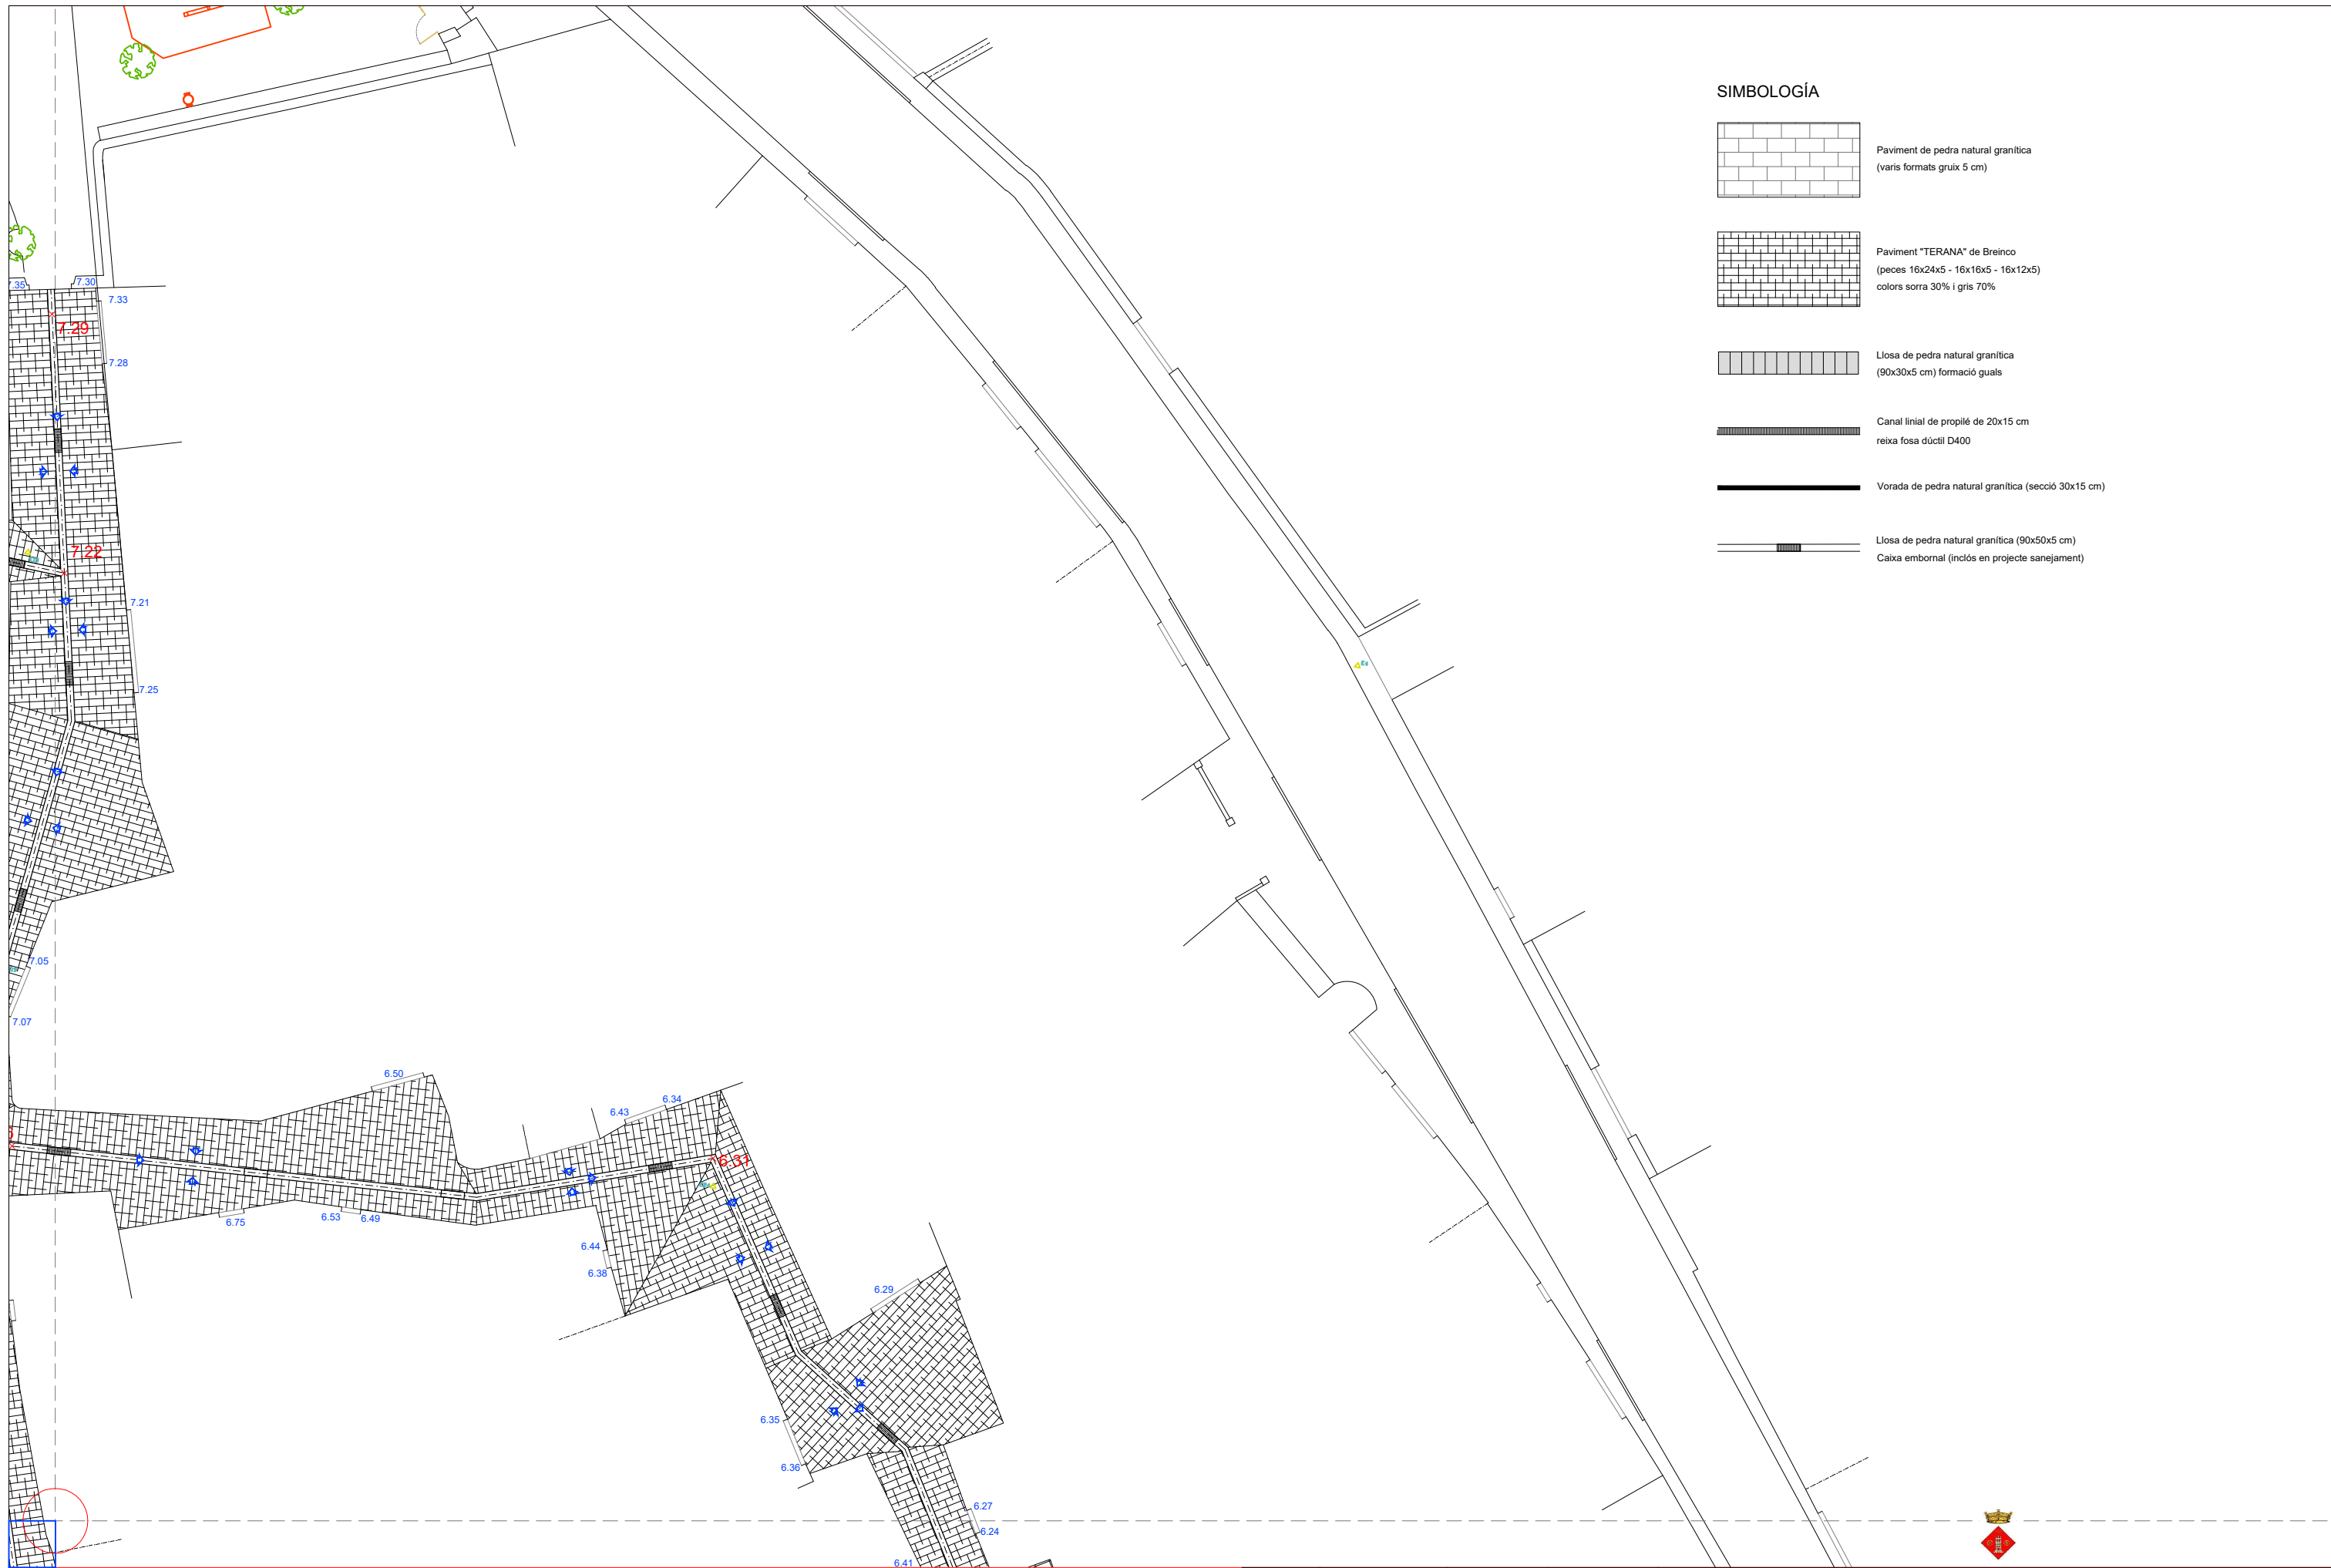 SIMBOLOGÍA
Paviment de pedra natural granítica
(varis formats gruix 5 cm)
Paviment "TERANA" de Breinco
(peces 16x24x5 - 16x16x5 - 16x12x5)
colors sorra 30% i gris 70%
Llosa de pedra natural granítica
(90x30x5 cm) formació guals
Canal linial de propilé de 20x15 cm
reixa fosa dúctil D400
Vorada de pedra natural granítica (secció 30x15 cm)
Llosa de pedra natural granítica (90x50x5 cm)
Caixa embornal (inclós en projecte sanejament)
7.35
7.30
7.33
7.29
7.28
7.22
7.21
7.25
7.05
7.07
6.50
6.43
6.34
6.31
6.75
6.53
6.49
6.44
6.38
6.29
6.35
6.36
6.27
6.24
6.41